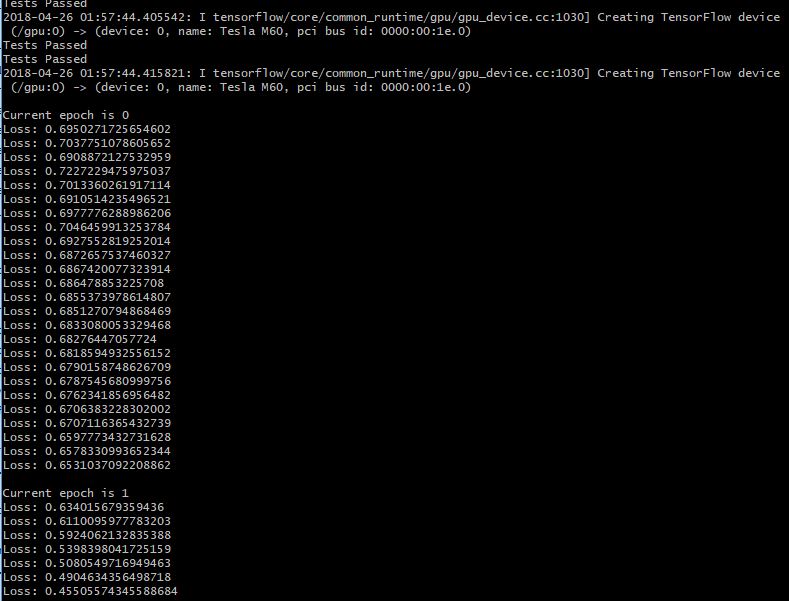 Tests Passed
2018-04-26 01:57:44.405542: I tensorflow/core/common_runtime/gpu/gpu_device.cc:1030] Creating TensorFlow device
(/gpu:0) -> (device: 0, name: Tesla M60, pci bus id: 0000:00:1e.0)
Tests Passed
Tests Passed
2018-04-26 01:57:44.415821: I tensorflow/core/common_runtime/gpu/gpu_device.cc:1030] Creating TensorFlow device
(/gpu:0) -> (device: 0, name: Tesla M60, pci bus id: 0000:00:1e.0)
Current epoch is 0
Loss: 0.6950271725654602
Loss: 0.7037751078605652
Loss: 0.6908872127532959
Loss: 0.7227229475975037
Loss: 0.7013360261917114
Loss: 0.6910514235496521
Loss: 0.6977776288986206
Loss: 0.7046459913253784
Loss: 0.6927552819252014
Loss: 0.6872657537460327
Loss: 0.6867420077323914
Loss: 0.686478853225708
Loss: 0.6855373978614807
Loss: 0.6851270794868469
Loss: 0.6833080053329468
Loss: 0.68276447057724
Loss: 0.6818594932556152
Loss: 0.6790158748626709
Loss: 0.6787545680999756
Loss: 0.6762341856956482
Loss: 0.6706383228302002
Loss: 0.6707116365432739
Loss: 0.6597773432731628
Loss: 0.6578330993652344
Loss: 0.6531037092208862
Current epoch is 1
Loss: 0.634015679359436
Loss: 0.6110095977783203
Loss: 0.5924062132835388
Loss: 0.5398398041725159
Loss: 0.5080549716949463
Loss: 0.4904634356498718
Loss: 0.45505574345588684